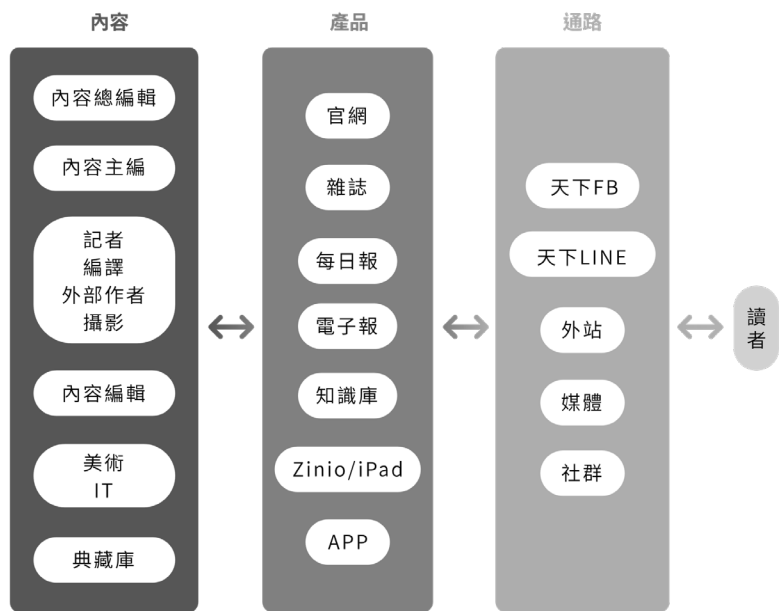 內容
內容總編輯
內容主編
記者
編譯
外部作者
攝影
內容編輯
美術
IT
典藏庫
產品
官網
雜誌
每日報
電子報
知識庫
Zinio/iPad
APP
通路
天下FB
天下LINE
外站
媒體
社群
讀
者